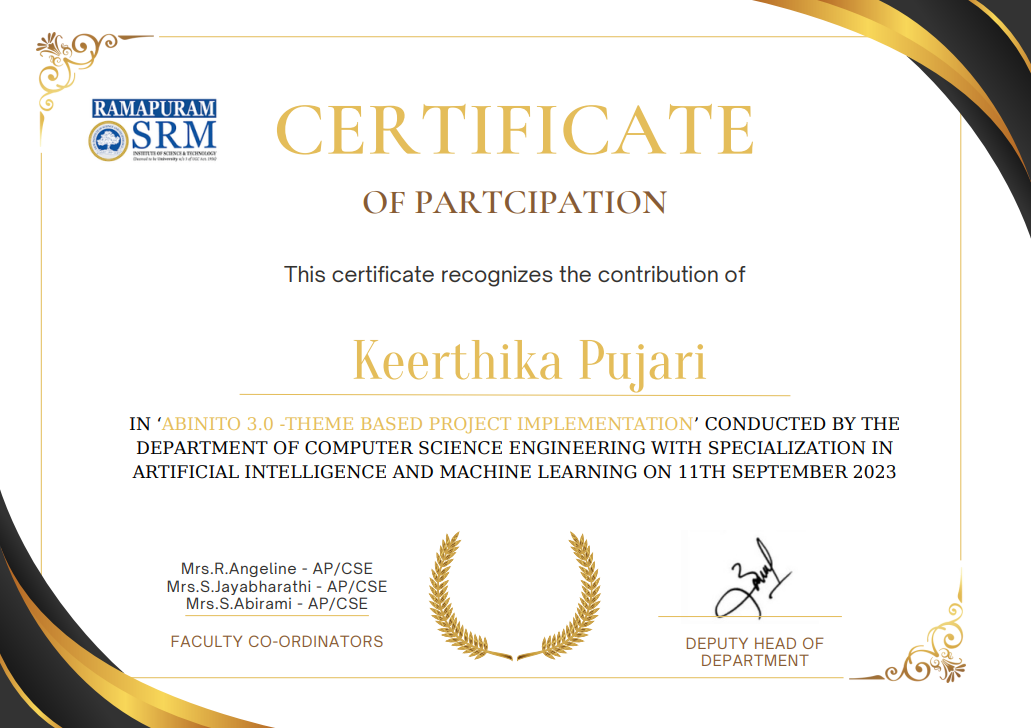 RAMAPURAM
SRM
INSTITUTE OF SCIENCE & TECHNOLOGY
(Deemed to be University u/s 3 of UGC Act, 1956)
CERTIFICATE
OF PARTCIPATION
This certificate recognizes the contribution of
Keerthika Pujari
IN ‘ABINITO 3.0 -THEME BASED PROJECT IMPLEMENTATION’ CONDUCTED BY THE
DEPARTMENT OF COMPUTER SCIENCE ENGINEERING WITH SPECIALIZATION IN
ARTIFICIAL INTELLIGENCE AND MACHINE LEARNING ON 11TH SEPTEMBER 2023
Mrs.R.Angeline - AP/CSE
Mrs.S.Jayabharathi - AP/CSE
Mrs.S.Abirami - AP/CSE
FACULTY CO-ORDINATORS
DEPUTY HEAD OF
DEPARTMENT